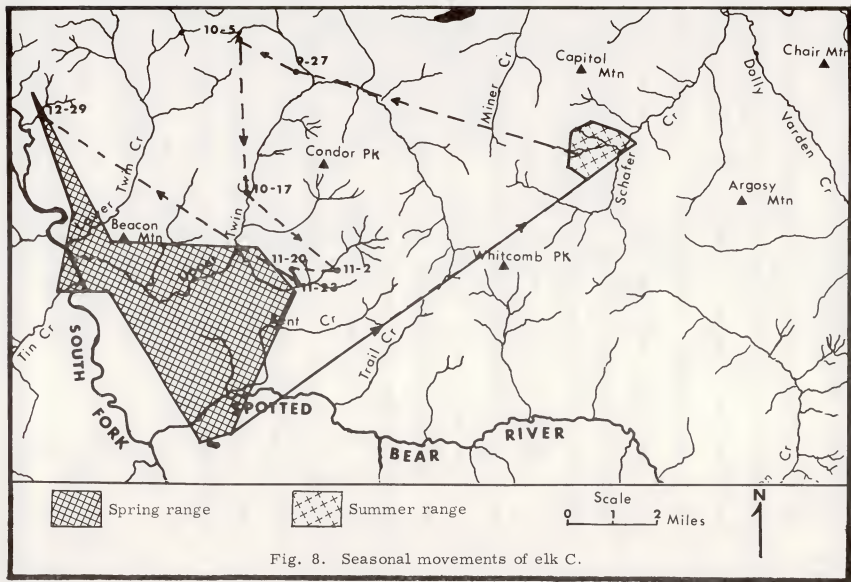 10-5
9-27
Miner Cr
Capitol
Mtn
Chair Mtn
Dolly
Varden Cr
12-29
Condor PK
Schafer
Cr
10-17
Argosy
Mtn
Lower Twin Cr
Beacon
Mtn
Upper Twin
11-20
11-2
11-23
Whitcomb PK
Tin Cr
SOUTH
FORK
Trail Cr
SPOTTED
BEAR
RIVER
Cr
Spring range
Summer range
Scale
0 1 2 Miles
N
Fig. 8. Seasonal movements of elk C.